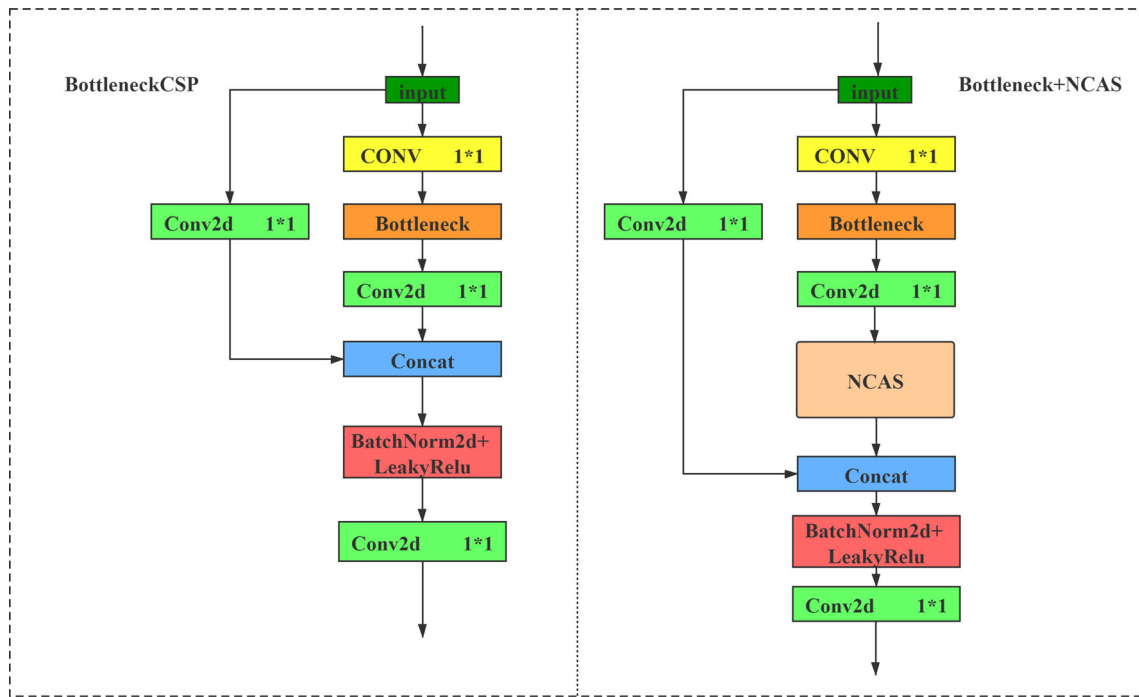 BottleneckCSP
input
CONV 1*1
Conv2d 1*1
Bottleneck
Conv2d 1*1
Concat
BatchNorm2d+
LeakyRelu
Conv2d 1*1
Bottleneck+NCAS
input
CONV 1*1
Conv2d 1*1
Bottleneck
Conv2d 1*1
NCAS
Concat
BatchNorm2d+
LeakyRelu
Conv2d 1*1